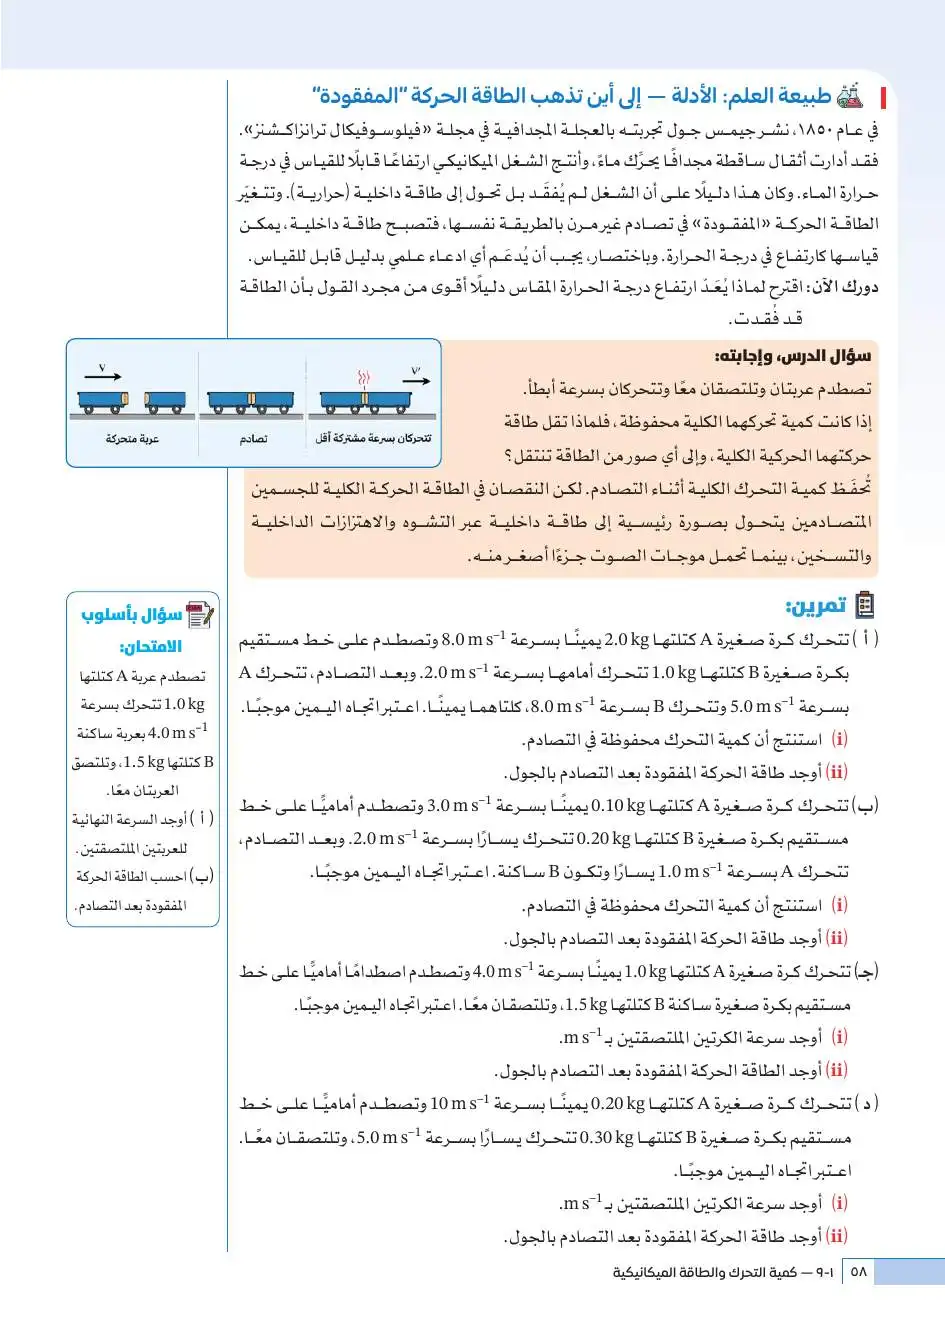 طبيعة العلم: الأدلة — إلى أين تذهب الطاقة الحركة "المفقودة"
في عام ١٨٥٠، نشر جيمس جول تجربته بالعجلة المجدافية في مجلة «فيلوسوفيكال ترانزاكشنز».
فقد أدارت أثقال ساقطة مجدافًا يحرِّك ماءً، وأنتج الشغل الميكانيكي ارتفاعًا قابلًا للقياس في درجة
حرارة الماء. وكان هذا دليلًا على أن الشغل لم يُفقَد بل تحول إلى طاقة داخلية (حرارية). وتتغيّر
الطاقة الحركة «المفقودة» في تصادم غير مرن بالطريقة نفسها، فتصبح طاقة داخلية، يمكن
قياسها كارتفاع في درجة الحرارة. وباختصار، يجب أن يُدعَم أي ادعاء علمي بدليل قابل للقياس.
دورك الآن: اقترح لماذا يُعَدّ ارتفاع درجة الحرارة المقاس دليلًا أقوى من مجرد القول بأن الطاقة
قد فُقدت.
سؤال الدرس، وإجابته:
تصطدم عربتان وتلتصقان معًا وتتحركان بسرعة أبطأ.
إذا كانت كمية تحركهما الكلية محفوظة، فلماذا تقل طاقة
حركتهما الحركية الكلية، وإلى أي صور من الطاقة تنتقل؟
تُحفَظ كمية التحرك الكلية أثناء التصادم. لكن النقصان في الطاقة الحركة الكلية للجسمين
المتصادمين يتحول بصورة رئيسية إلى طاقة داخلية عبر التشوه والاهتزازات الداخلية
والتسخين، بينما تحمل موجات الصوت جزءًا أصغر منه.
V
V′
عربة متحركة
تصادم
تتحركان بسرعة مشتركة أقل
تمرين:
(أ) تتحرك كرة صغيرة A كتلتها 2.0 kg يمينًا بسرعة 8.0 m s⁻¹ وتصطدم على خط مستقيم
بكرة صغيرة B كتلتها 1.0 kg تتحرك أمامها بسرعة 2.0 m s⁻¹. وبعد التصادم، تتحرك A
بسرعة 5.0 m s⁻¹ وتتحرك B بسرعة 8.0 m s⁻¹، كلتاهما يمينًا. اعتبر اتجاه اليمين موجبًا.
(i) استنتج أن كمية التحرك محفوظة في التصادم.
(ii) أوجد طاقة الحركة المفقودة بعد التصادم بالجول.
(ب) تتحرك كرة صغيرة A كتلتها 0.10 kg يمينًا بسرعة 3.0 m s⁻¹ وتصطدم أماميًّا على خط
مستقيم بكرة صغيرة B كتلتها 0.20 kg تتحرك يسارًا بسرعة 2.0 m s⁻¹. وبعد التصادم،
تتحرك A بسرعة 1.0 m s⁻¹ يسارًا وتكون B ساكنة. اعتبر اتجاه اليمين موجبًا.
(i) استنتج أن كمية التحرك محفوظة في التصادم.
(ii) أوجد طاقة الحركة المفقودة بعد التصادم بالجول.
(جـ) تتحرك كرة صغيرة A كتلتها 1.0 kg يمينًا بسرعة 4.0 m s⁻¹ وتصطدم اصطدامًا أماميًّا على خط
مستقيم بكرة صغيرة ساكنة B كتلتها 1.5 kg، وتلتصقان معًا. اعتبر اتجاه اليمين موجبًا.
(i) أوجد سرعة الكرتين الملتصقتين بـ m s⁻¹.
(ii) أوجد الطاقة الحركة المفقودة بعد التصادم بالجول.
(د) تتحرك كرة صغيرة A كتلتها 0.20 kg يمينًا بسرعة 10 m s⁻¹ وتصطدم أماميًّا على خط
مستقيم بكرة صغيرة B كتلتها 0.30 kg تتحرك يسارًا بسرعة 5.0 m s⁻¹، وتلتصقان معًا.
اعتبر اتجاه اليمين موجبًا.
(i) أوجد سرعة الكرتين الملتصقتين بـ m s⁻¹.
(ii) أوجد طاقة الحركة المفقودة بعد التصادم بالجول.
سؤال بأسلوب
الامتحان:
تصطدم عربة A كتلتها
1.0 kg تتحرك بسرعة
4.0 m s⁻¹ بعربة ساكنة
B كتلتها 1.5 kg، وتلتصق
العربتان معًا.
(أ) أوجد السرعة النهائية
للعربتين الملتصقتين.
(ب) احسب الطاقة الحركة
المفقودة بعد التصادم.
٥٨ ٩-١ — كمية التحرك والطاقة الميكانيكية